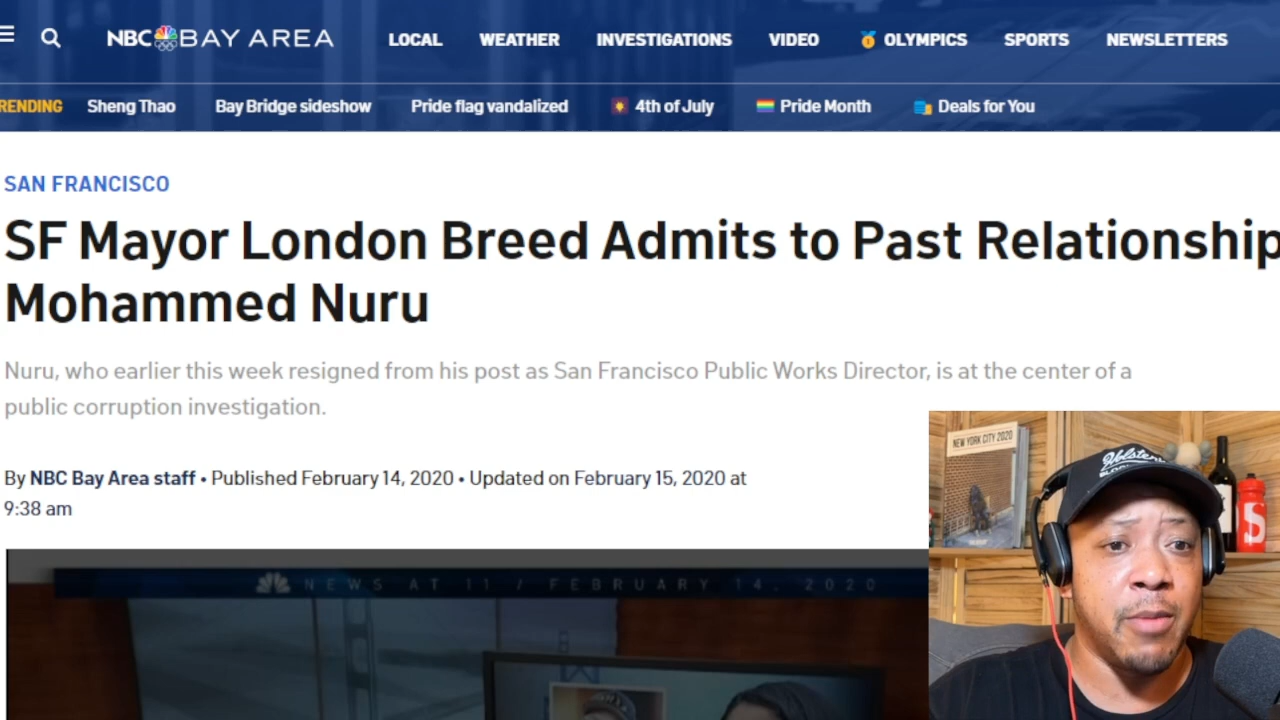 NBC BAY AREA LOCAL WEATHER INVESTIGATIONS VIDEO OLYMPICS SPORTS NEWSLETTERS
RENDING Sheng Thao Bay Bridge sideshow Pride flag vandalized 4th of July Pride Month Deals for You
SAN FRANCISCO
SF Mayor London Breed Admits to Past Relationship
Mohammed Nuru
Nuru, who earlier this week resigned from his post as San Francisco Public Works Director, is at the center of a
public corruption investigation.
By NBC Bay Area staff • Published February 14, 2020 • Updated on February 15, 2020 at
9:38 am
NEWS AT 11 / FEBRUARY 14, 2020
NEW YORK CITY 2020